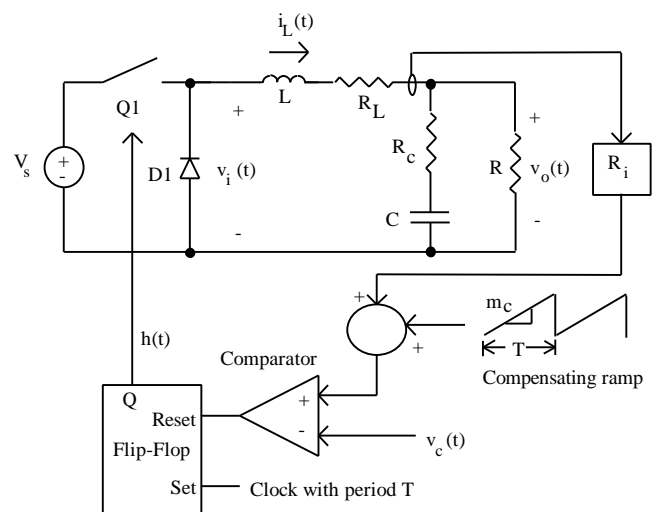 i_L(t)
Q1
L
R_L
V_s
+
-
D1
+
v_i(t)
-
R_c
C
R
+
v_o(t)
-
R_i
+
+
m_c
T
Compensating ramp
h(t)
Comparator
Q
Reset
+
-
v_c(t)
Flip-Flop
Set
Clock with period T